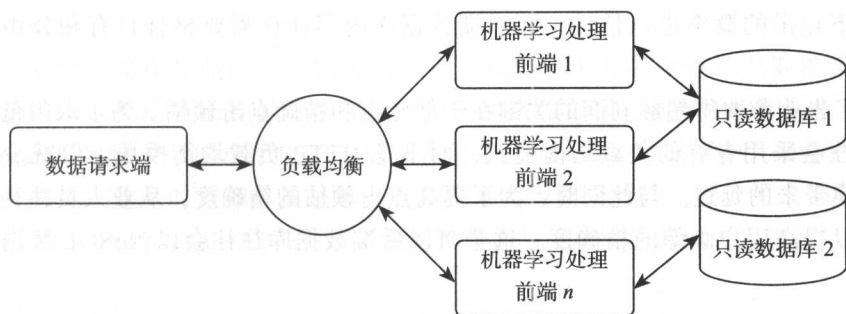 机器学习处理
前端 1
只读数据库 1
数据请求端
负载均衡
机器学习处理
前端 2
只读数据库 2
机器学习处理
前端 n